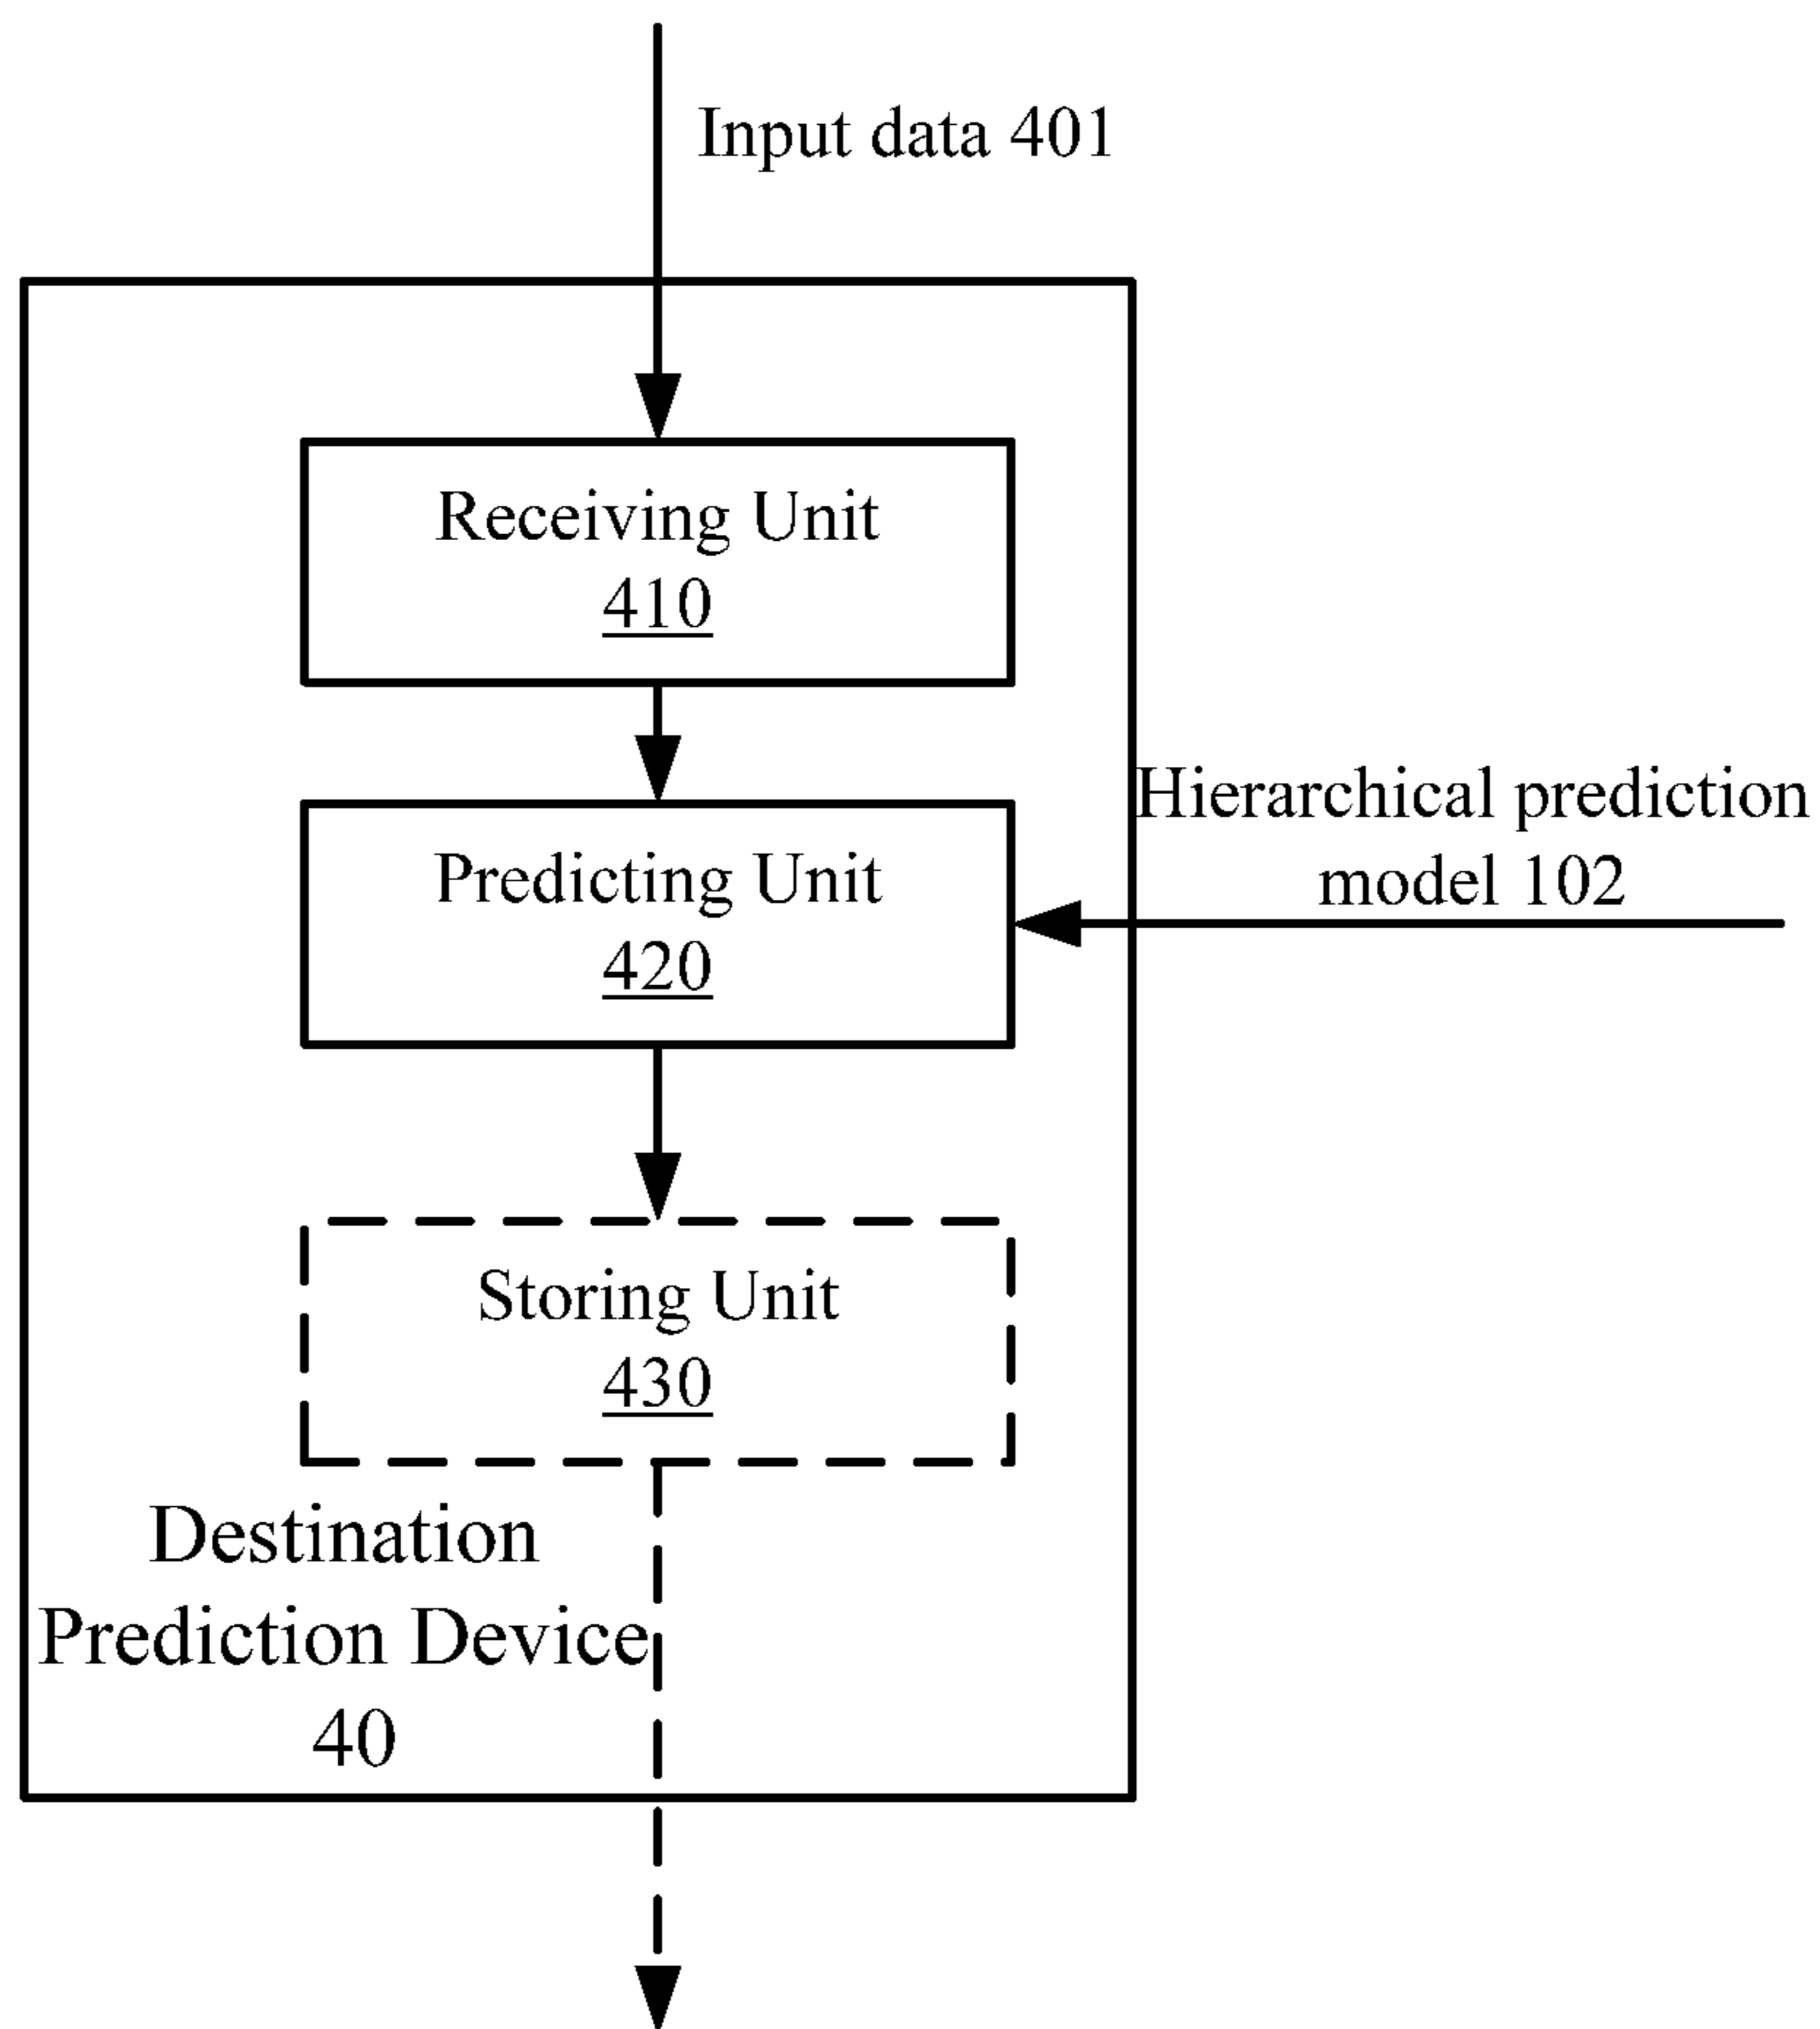 Input data 401
Receiving Unit
410
Hierarchical prediction
model 102
Predicting Unit
420
Storing Unit
430
Destination
Prediction Device
40